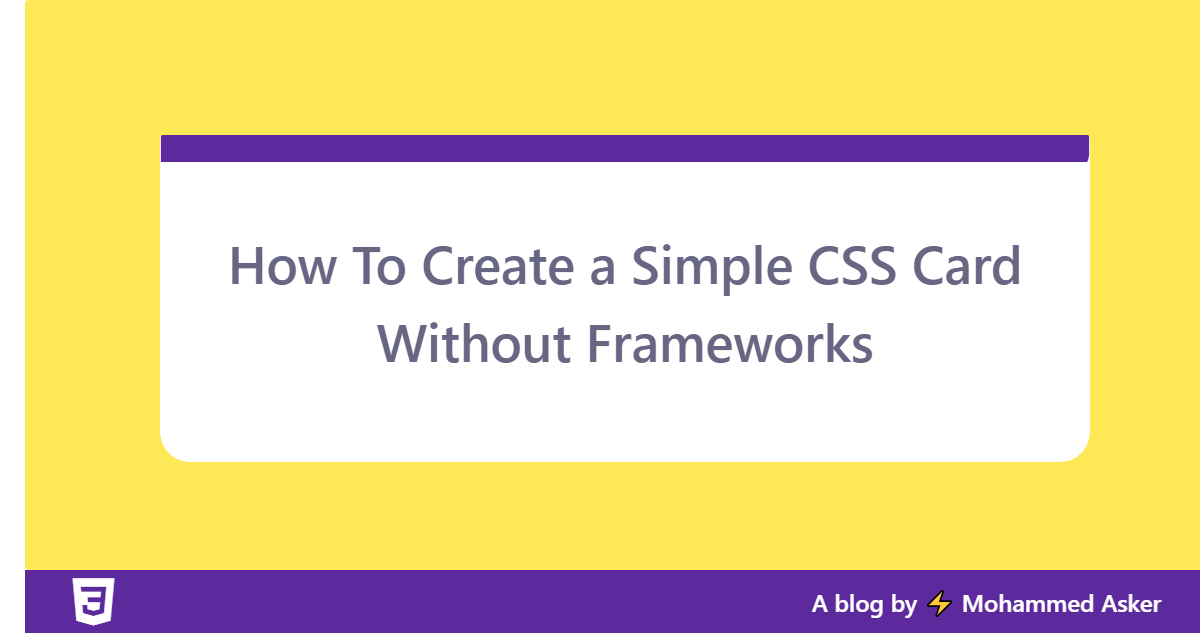 How To Create a Simple CSS Card
Without Frameworks
A blog by ⚡ Mohammed Asker